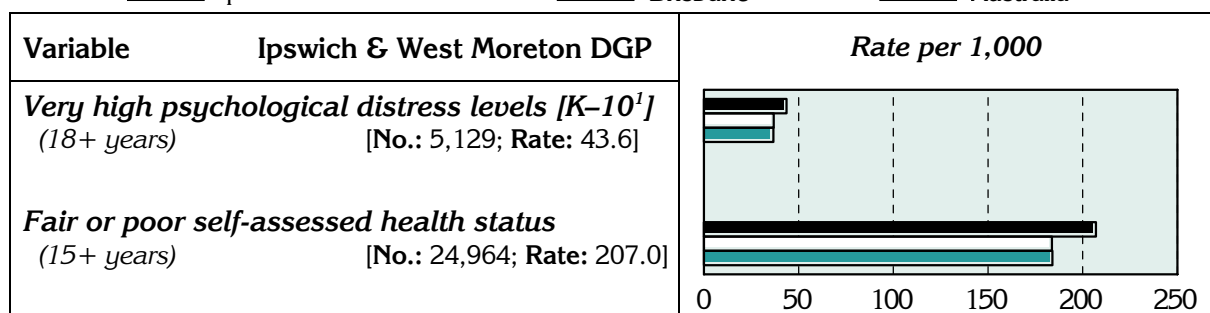 Variable Ipswich & West Moreton DGP Rate per 1,000
Very high psychological distress levels [K–10¹]
(18+ years) [No.: 5,129; Rate: 43.6]
Fair or poor self-assessed health status
(15+ years) [No.: 24,964; Rate: 207.0]
0 50 100 150 200 250